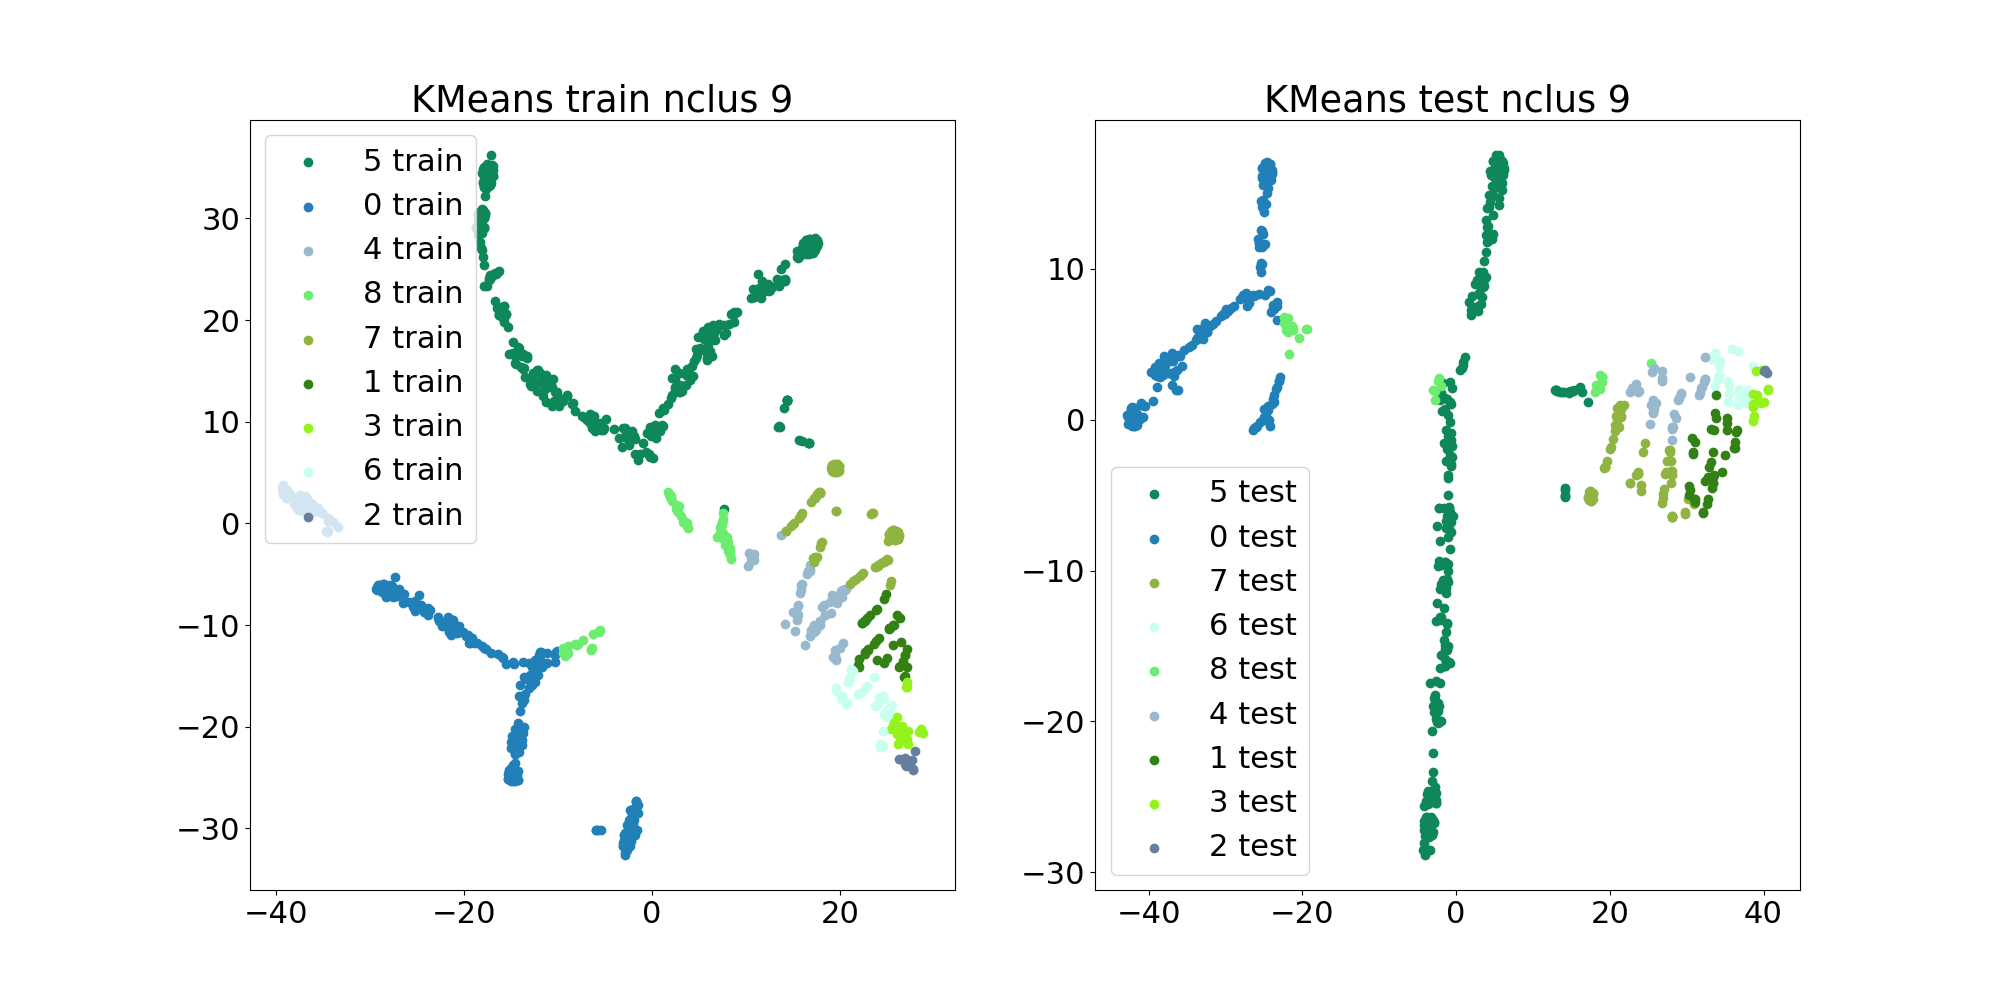 KMeans train nclus 9
5 train
0 train
4 train
8 train
7 train
1 train
3 train
6 train
2 train
30
20
10
0
−10
−20
−30
−40 −20 0 20
KMeans test nclus 9
5 test
0 test
7 test
6 test
8 test
4 test
1 test
3 test
2 test
10
0
−10
−20
−30
−40 −20 0 20 40